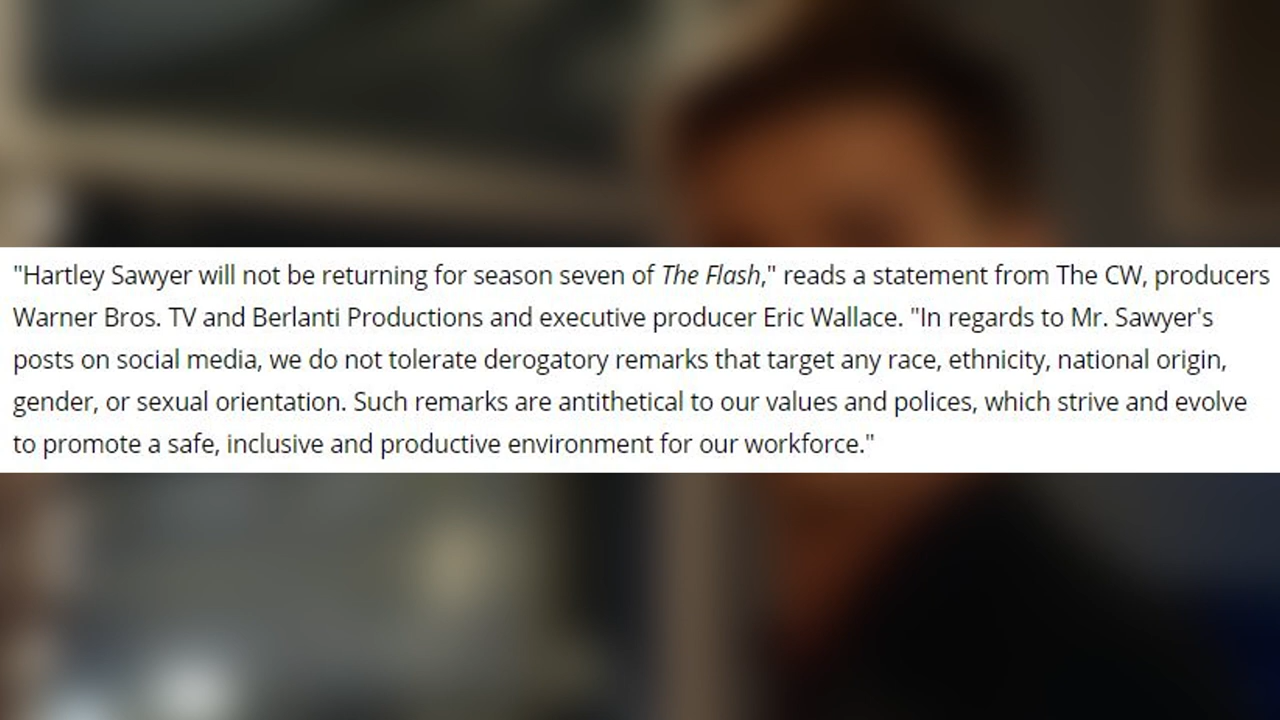 "Hartley Sawyer will not be returning for season seven of The Flash," reads a statement from The CW, producers
Warner Bros. TV and Berlanti Productions and executive producer Eric Wallace. "In regards to Mr. Sawyer's
posts on social media, we do not tolerate derogatory remarks that target any race, ethnicity, national origin,
gender, or sexual orientation. Such remarks are antithetical to our values and polices, which strive and evolve
to promote a safe, inclusive and productive environment for our workforce."